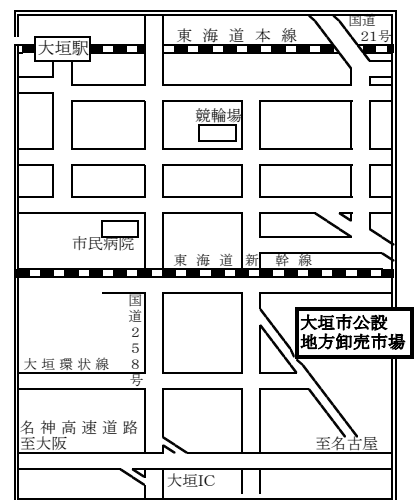 国道
21号
東海道本線
大垣駅
競輪場
市民病院
東海道新幹線
国道258号
大垣市公設
地方卸売市場
大垣環状線
名神高速道路
至大阪
至名古屋
大垣IC